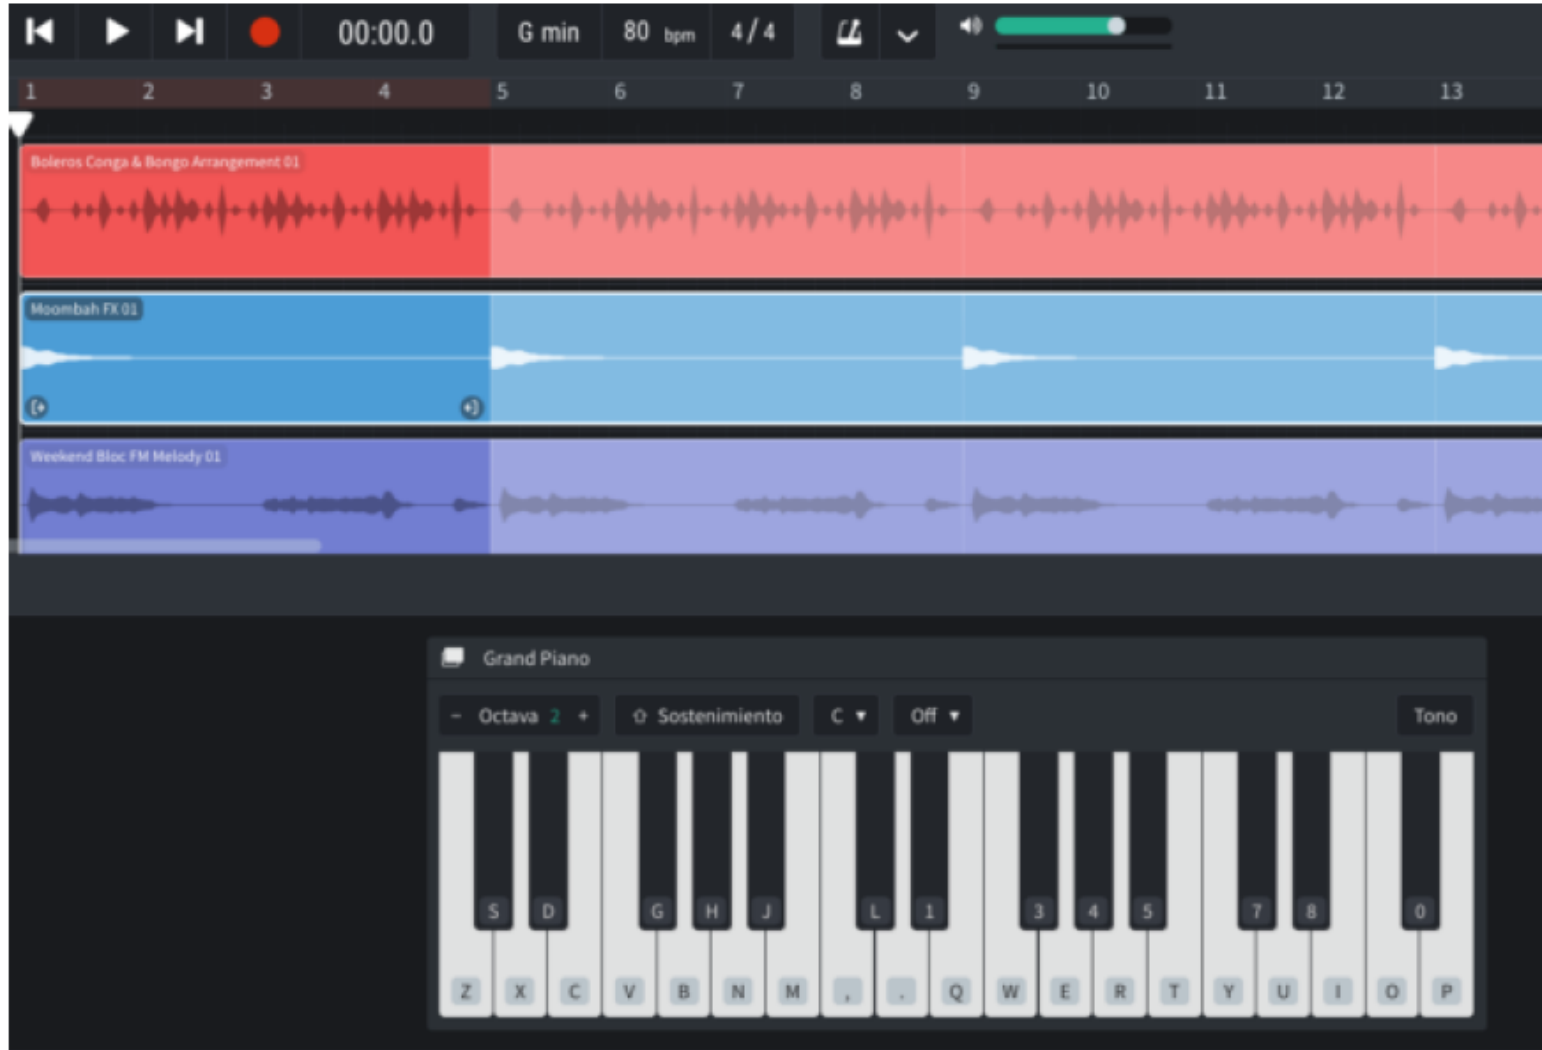 00:00.0 G min 80 bpm 4/4
1 2 3 4 5 6 7 8 9 10 11 12 13
Boleros Conga & Bongo Arrangement 01
Moombah FX 01
Weekend Bloc FM Melody 01
Grand Piano
- Octava 2 + Sostenimiento C Off Tono
S D G H J L 1 3 4 5 7 8 0
Z X C V B N M , . Q W E R T Y U I O P